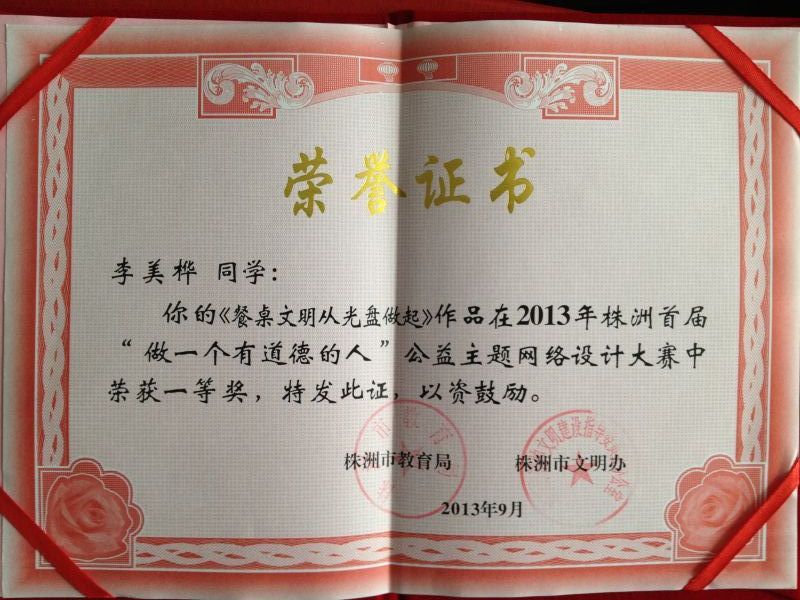 荣誉证书
李美桦 同学：
你的《餐桌文明从光盘做起》作品在2013年株洲首届
“做一个有道德的人”公益主题网络设计大赛中
荣获一等奖，特发此证，以资鼓励。
株洲市教育局 株洲市文明办
2013年9月